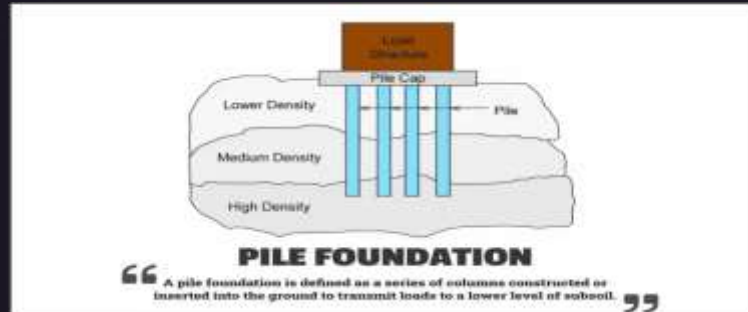 Load
Structure
Pile Cap
Lower Density
Pile
Medium Density
High Density
PILE FOUNDATION
“ A pile foundation is defined as a series of columns constructed or
inserted into the ground to transmit loads to a lower level of subsoil. ”